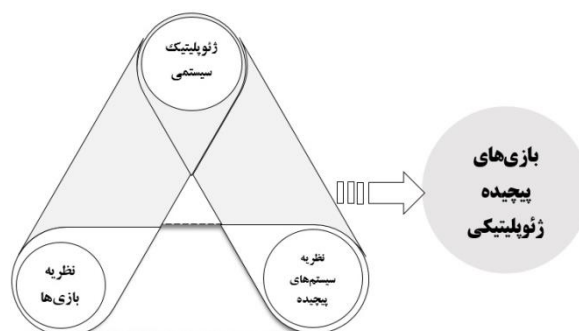 ژئوپلیتیک
سیستمی
بازی‌های
پیچیده
ژئوپلیتیکی
نظریه
بازی‌ها
نظریه
سیستم‌های
پیچیده